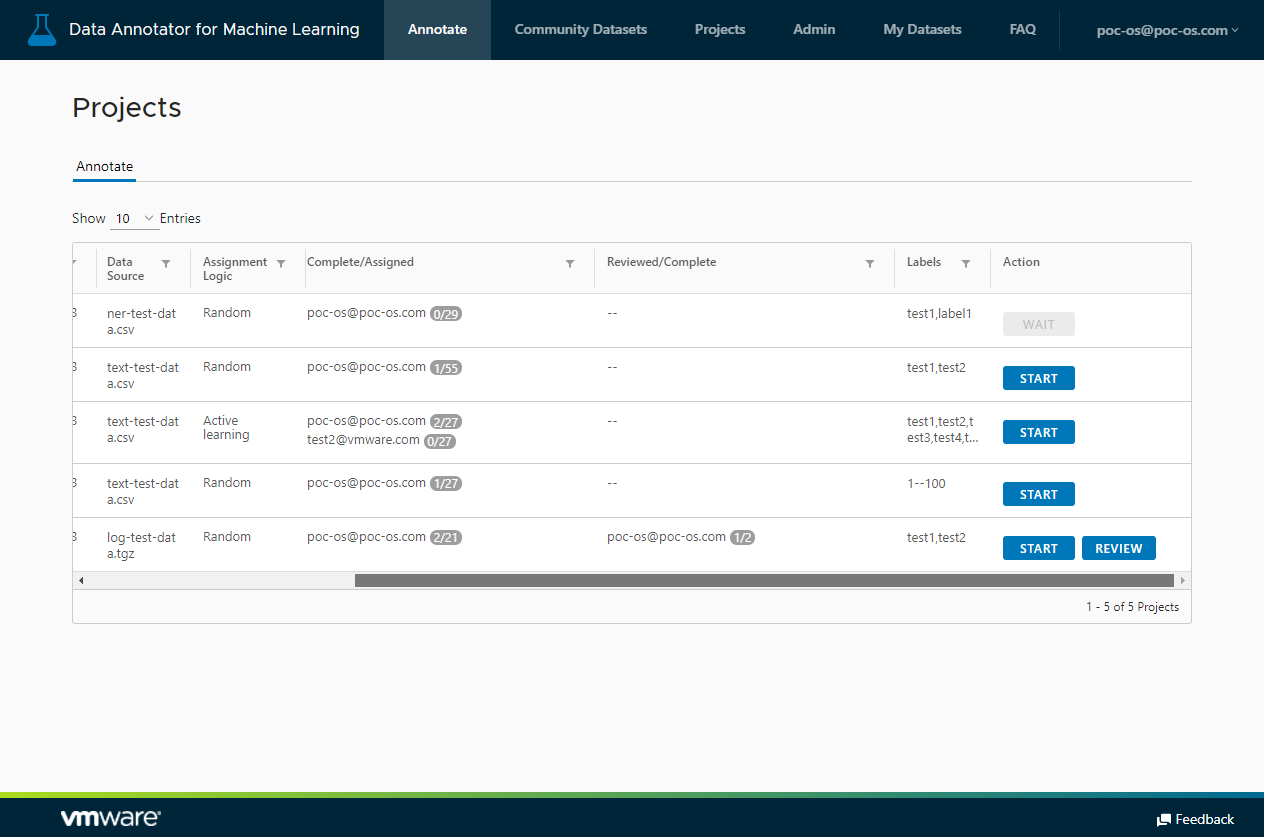 Data Annotator for Machine Learning
Annotate
Community Datasets
Projects
Admin
My Datasets
FAQ
poc-os@poc-os.com
Projects
Annotate
Show 10 Entries
Data Source
Assignment Logic
Complete/Assigned
Reviewed/Complete
Labels
Action
3
ner-test-dat
a.csv
Random
poc-os@poc-os.com 0/29
--
test1,label1
WAIT
3
text-test-dat
a.csv
Random
poc-os@poc-os.com 1/55
--
test1,test2
START
3
text-test-dat
a.csv
Active
learning
poc-os@poc-os.com 2/27
test2@vmware.com 0/27
--
test1,test2,t
est3,test4,t...
START
3
text-test-dat
a.csv
Random
poc-os@poc-os.com 1/27
--
1--100
START
3
log-test-dat
a.tgz
Random
poc-os@poc-os.com 2/21
poc-os@poc-os.com 1/2
test1,test2
START
REVIEW
1 - 5 of 5 Projects
vmware
Feedback